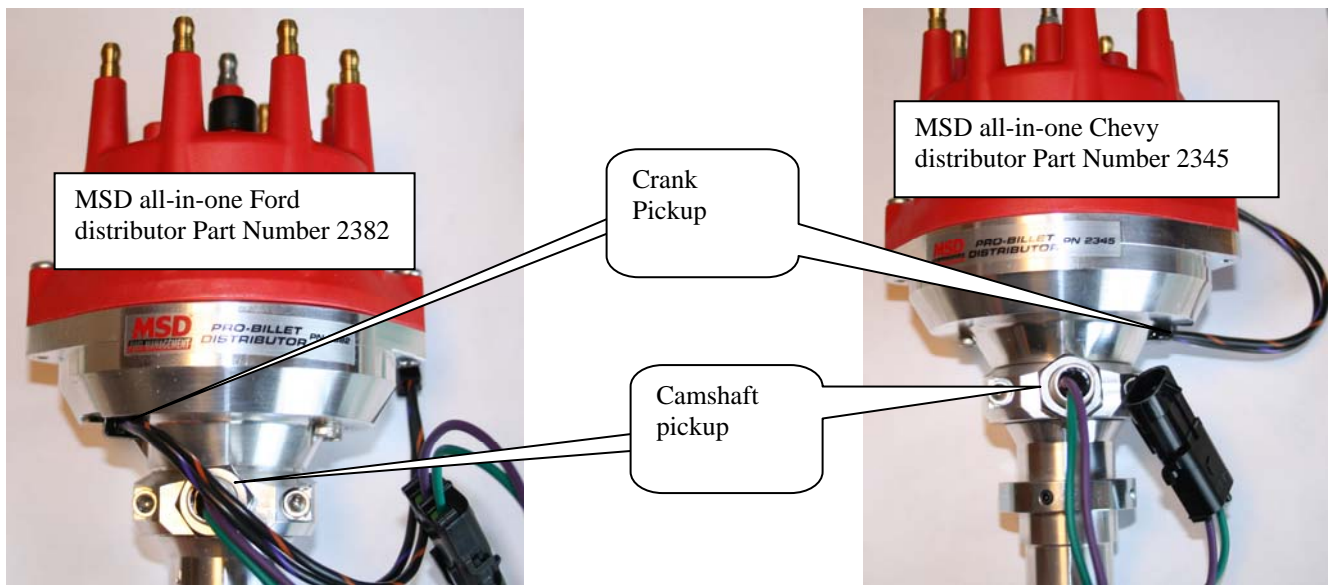 MSD all-in-one Ford
distributor Part Number 2382
MSD
PRO-BILLET
DISTRIBUTOR
Crank
Pickup
Camshaft
pickup
MSD all-in-one Chevy
distributor Part Number 2345
MSD
PRO-BILLET
DISTRIBUTOR PN 2345